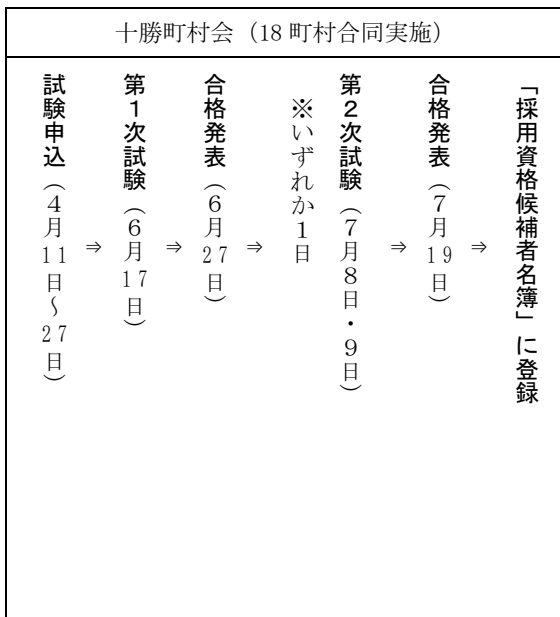 十勝町村会（18町村合同実施）
試験申込（4月11日～27日）
⇒
第１次試験（6月17日）
⇒
合格発表（6月27日）
⇒
※いずれか１日
第２次試験（7月8日・9日）
⇒
合格発表（7月19日）
⇒
「採用資格候補者名簿」に登録